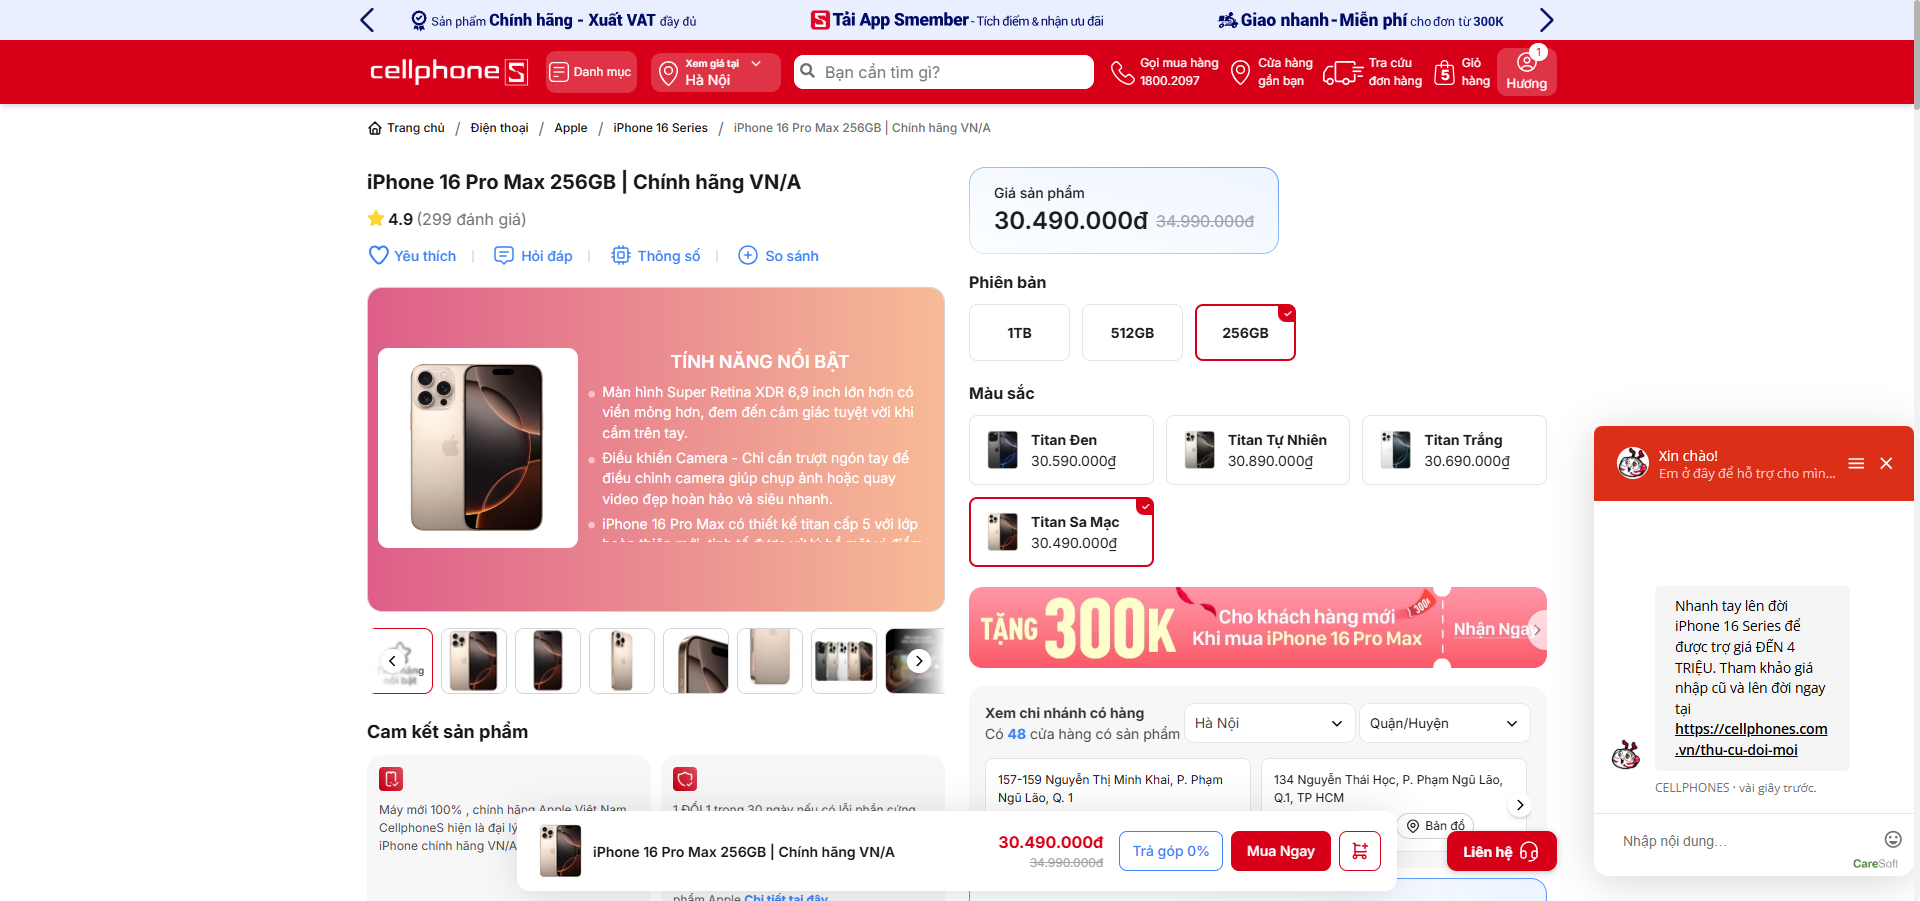 Sản phẩm Chính hãng - Xuất VAT đầy đủ
S Tải App Smember - Tích điểm & nhận ưu đãi
Giao nhanh - Miễn phí cho đơn từ 300K
cellphoneS
Danh mục
Xem giá tại
Hà Nội
Bạn cần tìm gì?
Gọi mua hàng
1800.2097
Cửa hàng
gần bạn
Tra cứu
đơn hàng
5
Giỏ
hàng
1
Hương
Trang chủ / Điện thoại / Apple / iPhone 16 Series / iPhone 16 Pro Max 256GB | Chính hãng VN/A
iPhone 16 Pro Max 256GB | Chính hãng VN/A
4.9 (299 đánh giá)
Yêu thích | Hỏi đáp | Thông số | So sánh
TÍNH NĂNG NỔI BẬT
Màn hình Super Retina XDR 6,9 inch lớn hơn có
viền mỏng hơn, đem đến cảm giác tuyệt vời khi
cầm trên tay.
Điều khiển Camera - Chỉ cần trượt ngón tay để
điều chỉnh camera giúp chụp ảnh hoặc quay
video đẹp hoàn hảo và siêu nhanh.
iPhone 16 Pro Max có thiết kế titan cấp 5 với lớp
Cam kết sản phẩm
Máy mới 100% , chính hãng Apple Việt Nam.
CellphoneS hiện là đại lý
iPhone chính hãng VN/A
1 ĐỔI 1 trong 30 ngày nếu có lỗi phần cứng
phẩm Apple Chi tiết tại đây
Giá sản phẩm
30.490.000đ 34.990.000đ
Phiên bản
1TB
512GB
256GB
Màu sắc
Titan Đen
30.590.000₫
Titan Tự Nhiên
30.890.000₫
Titan Trắng
30.690.000₫
Titan Sa Mạc
30.490.000₫
TẶNG 300K
Cho khách hàng mới
Khi mua iPhone 16 Pro Max
300K
Nhận Ngay
Xem chi nhánh có hàng
Có 48 cửa hàng có sản phẩm
Hà Nội
Quận/Huyện
157-159 Nguyễn Thị Minh Khai, P. Phạm
Ngũ Lão, Q. 1
134 Nguyễn Thái Học, P. Phạm Ngũ Lão,
Q.1, TP HCM
Bản đồ
iPhone 16 Pro Max 256GB | Chính hãng VN/A
30.490.000đ
34.990.000đ
Trả góp 0%
Mua Ngay
Liên hệ
Xin chào!
Em ở đây để hỗ trợ cho mìn...
Nhanh tay lên đời
iPhone 16 Series để
được trợ giá ĐẾN 4
TRIỆU. Tham khảo giá
nhập cũ và lên đời ngay
tại
https://cellphones.com
.vn/thu-cu-doi-moi
CELLPHONES · vài giây trước.
Nhập nội dung...
CareSoft